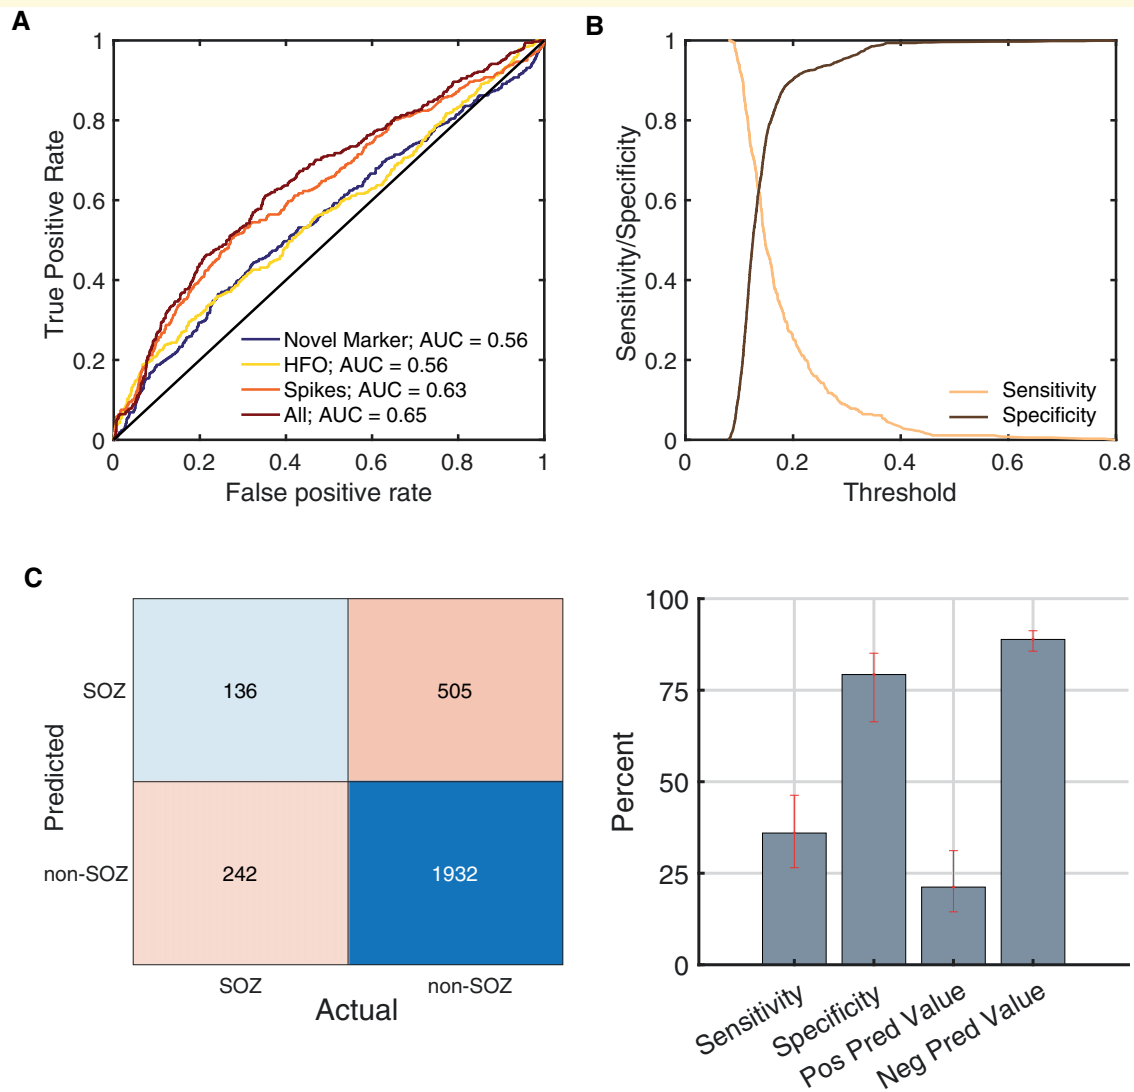 A
1
0.8
0.6
0.4
0.2
0
True Positive Rate
Novel Marker; AUC = 0.56
HFO; AUC = 0.56
Spikes; AUC = 0.63
All; AUC = 0.65
0 0.2 0.4 0.6 0.8 1
False positive rate
B
1
0.8
0.6
0.4
0.2
0
Sensitivity/Specificity
Sensitivity
Specificity
0 0.2 0.4 0.6 0.8
Threshold
C
Predicted
SOZ 136 505
non-SOZ 242 1932
SOZ non-SOZ
Actual
100
75
50
25
0
Percent
Sensitivity
Specificity
Pos Pred Value
Neg Pred Value